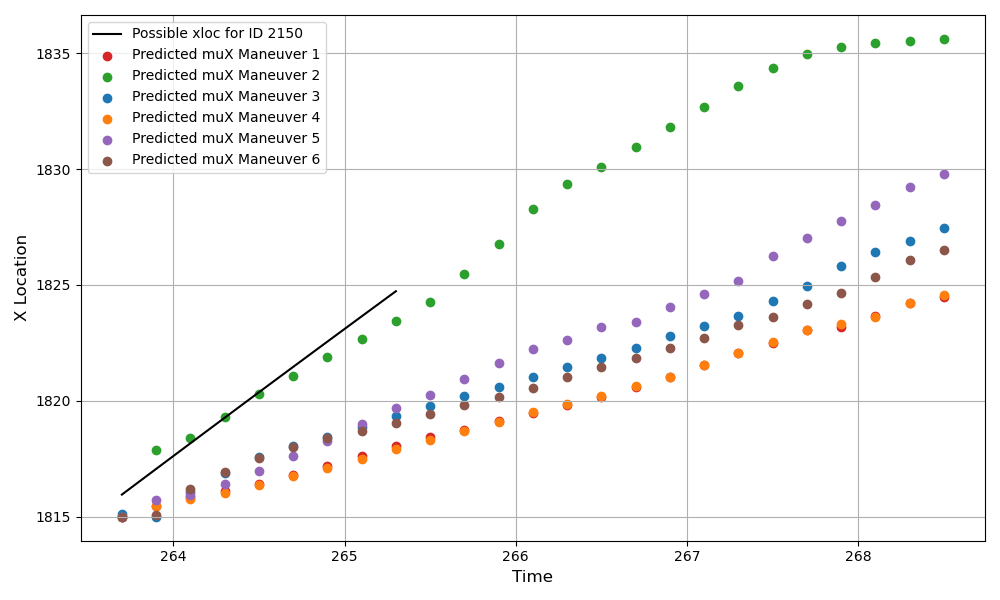 Possible xloc for ID 2150
Predicted muX Maneuver 1
Predicted muX Maneuver 2
Predicted muX Maneuver 3
Predicted muX Maneuver 4
Predicted muX Maneuver 5
Predicted muX Maneuver 6
1835
1830
1825
1820
1815
X Location
264 265 266 267 268
Time